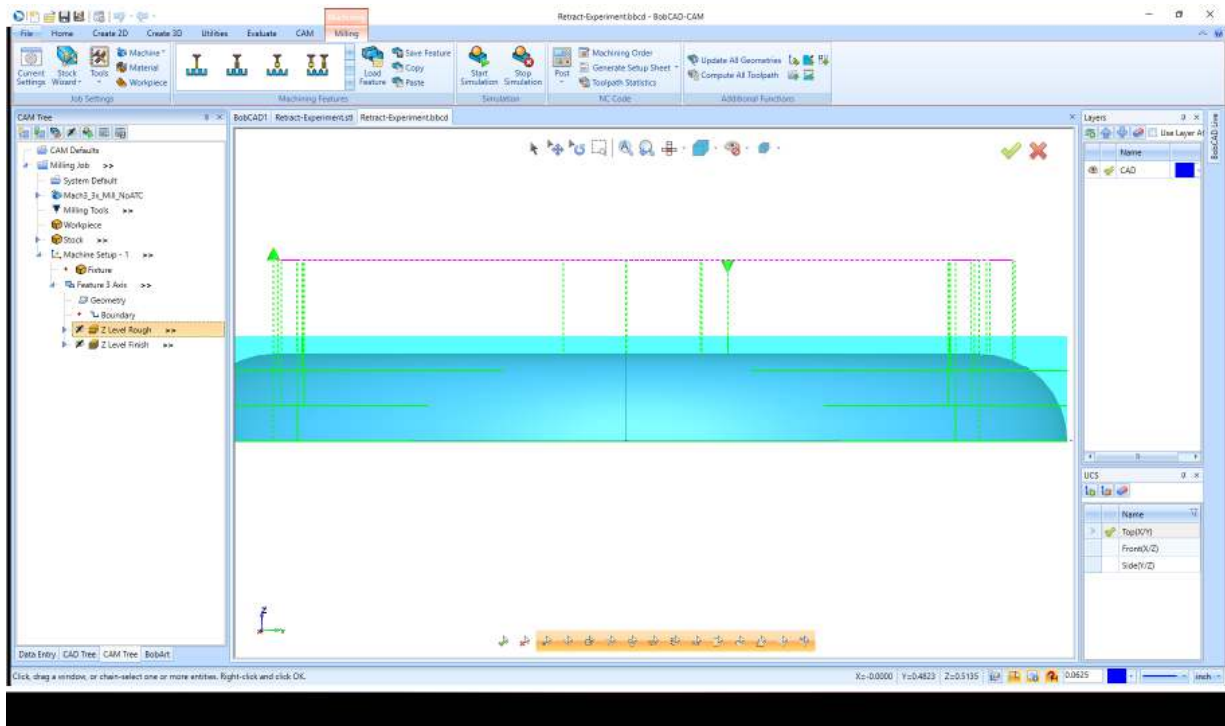 Retract-Experiment.bbcd - BobCAD-CAM
Machining
File Home Create 2D Create 3D Utilities Evaluate CAM Milling
Current Settings
Stock Wizard
Tools
Machine
Material
Workpiece
Job Settings
Load Feature
Save Feature
Copy
Paste
Machining Features
Start Simulation
Stop Simulation
Simulation
Post
Machining Order
Generate Setup Sheet
Toolpath Statistics
NC Code
Update All Geometries
Compute All Toolpath
Additional Functions
CAM Tree
BobCAD1 Retract-Experiment.stl Retract-Experiment.bbcd
CAM Defaults
Milling Job >>
System Default
Mach3_3x_Mill_NoATC
Milling Tools >>
Workpiece
Stock >>
Machine Setup - 1 >>
Fixture
Feature 3 Axis >>
Geometry
Boundary
Z Level Rough >>
Z Level Finish >>
Layers
Use Layer At
Name
CAD
BobCAD Live
UCS
Name
Top(X/Y)
Front(X/Z)
Side(Y/Z)
Z
Data Entry CAD Tree CAM Tree BobArt
Click, drag a window, or chain-select one or more entities. Right-click and click OK.
X=-0.0000 Y=0.4823 Z=0.5135 0.0625 inch